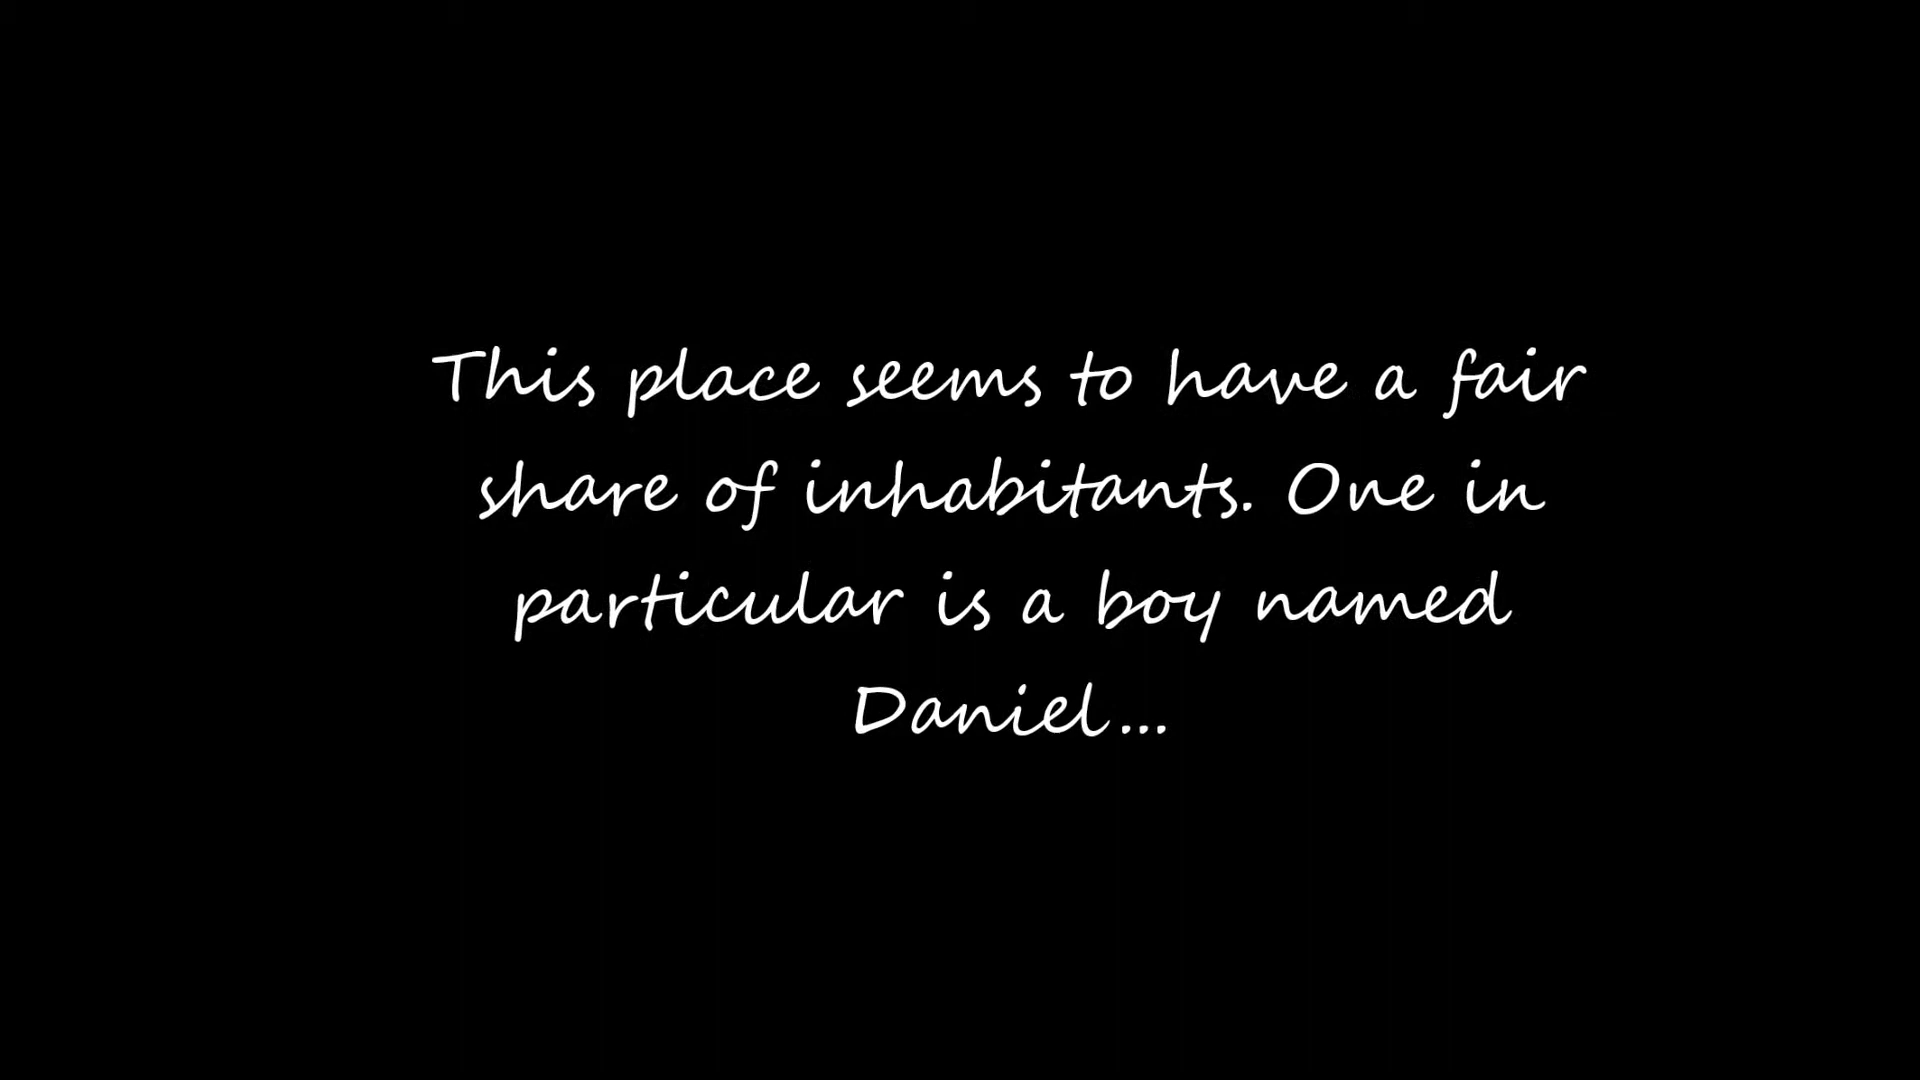 This place seems to have a fair
share of inhabitants. One in
particular is a boy named
Daniel...